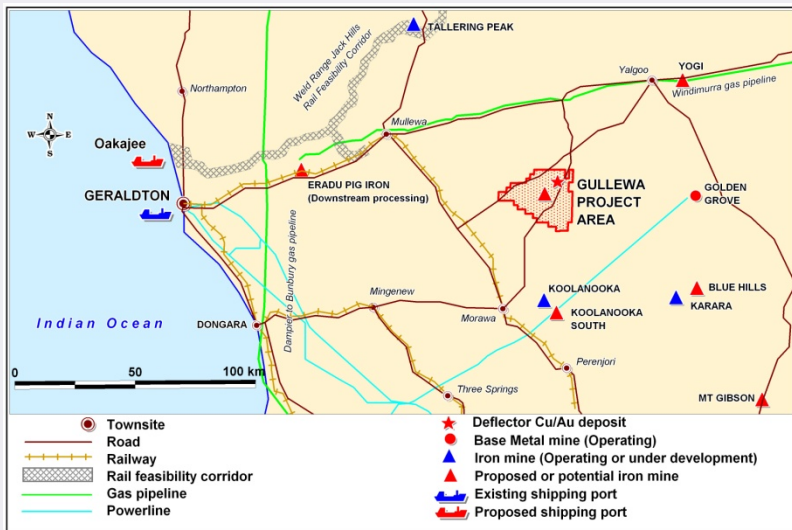 TALLERING PEAK
Weld Range Jack Hills
Rail Feasibility Corridor
Northampton
Yalgoo
YOGI
Windimurra gas pipeline
Mullewa
N
W E
S
Oakajee
ERADU PIG IRON
(Downstream processing)
GERALDTON
GULLEWA
PROJECT
AREA
GOLDEN
GROVE
Dampier to Bunbury gas pipeline
Mingenew
KOOLANOOKA
BLUE HILLS
KARARA
Morawa
KOOLANOOKA
SOUTH
Indian Ocean
DONGARA
Perenjori
0 50 100 km
Three Springs
MT GIBSON
Townsite
Road
Railway
Rail feasibility corridor
Gas pipeline
Powerline
Deflector Cu/Au deposit
Base Metal mine (Operating)
Iron mine (Operating or under development)
Proposed or potential iron mine
Existing shipping port
Proposed shipping port